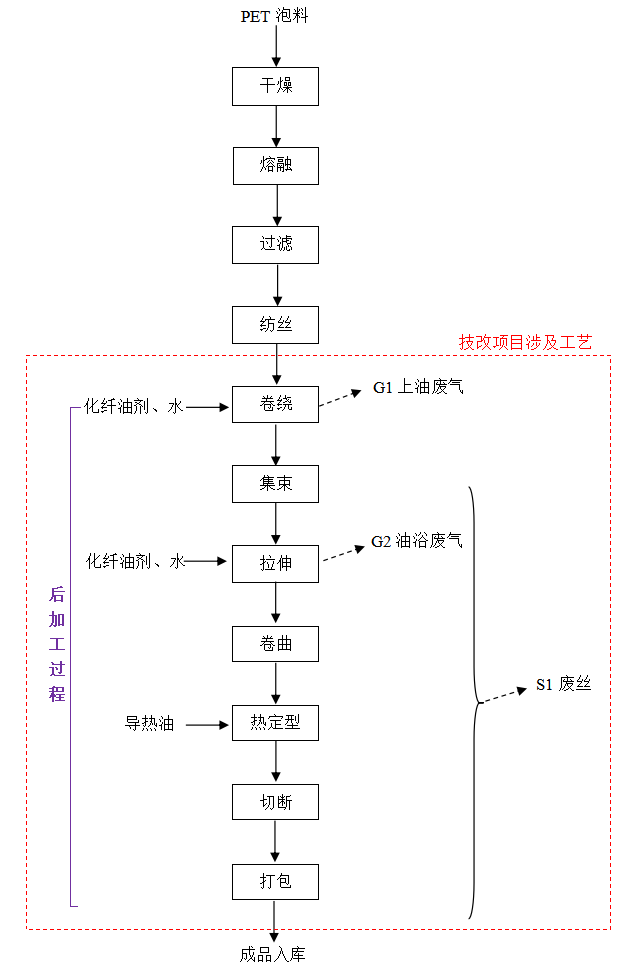 PET 泡料
干燥
熔融
过滤
纺丝
技改项目涉及工艺
化纤油剂、水
卷绕
G1 上油废气
集束
化纤油剂、水
拉伸
G2 油浴废气
后加工过程
卷曲
S1 废丝
导热油
热定型
切断
打包
成品入库